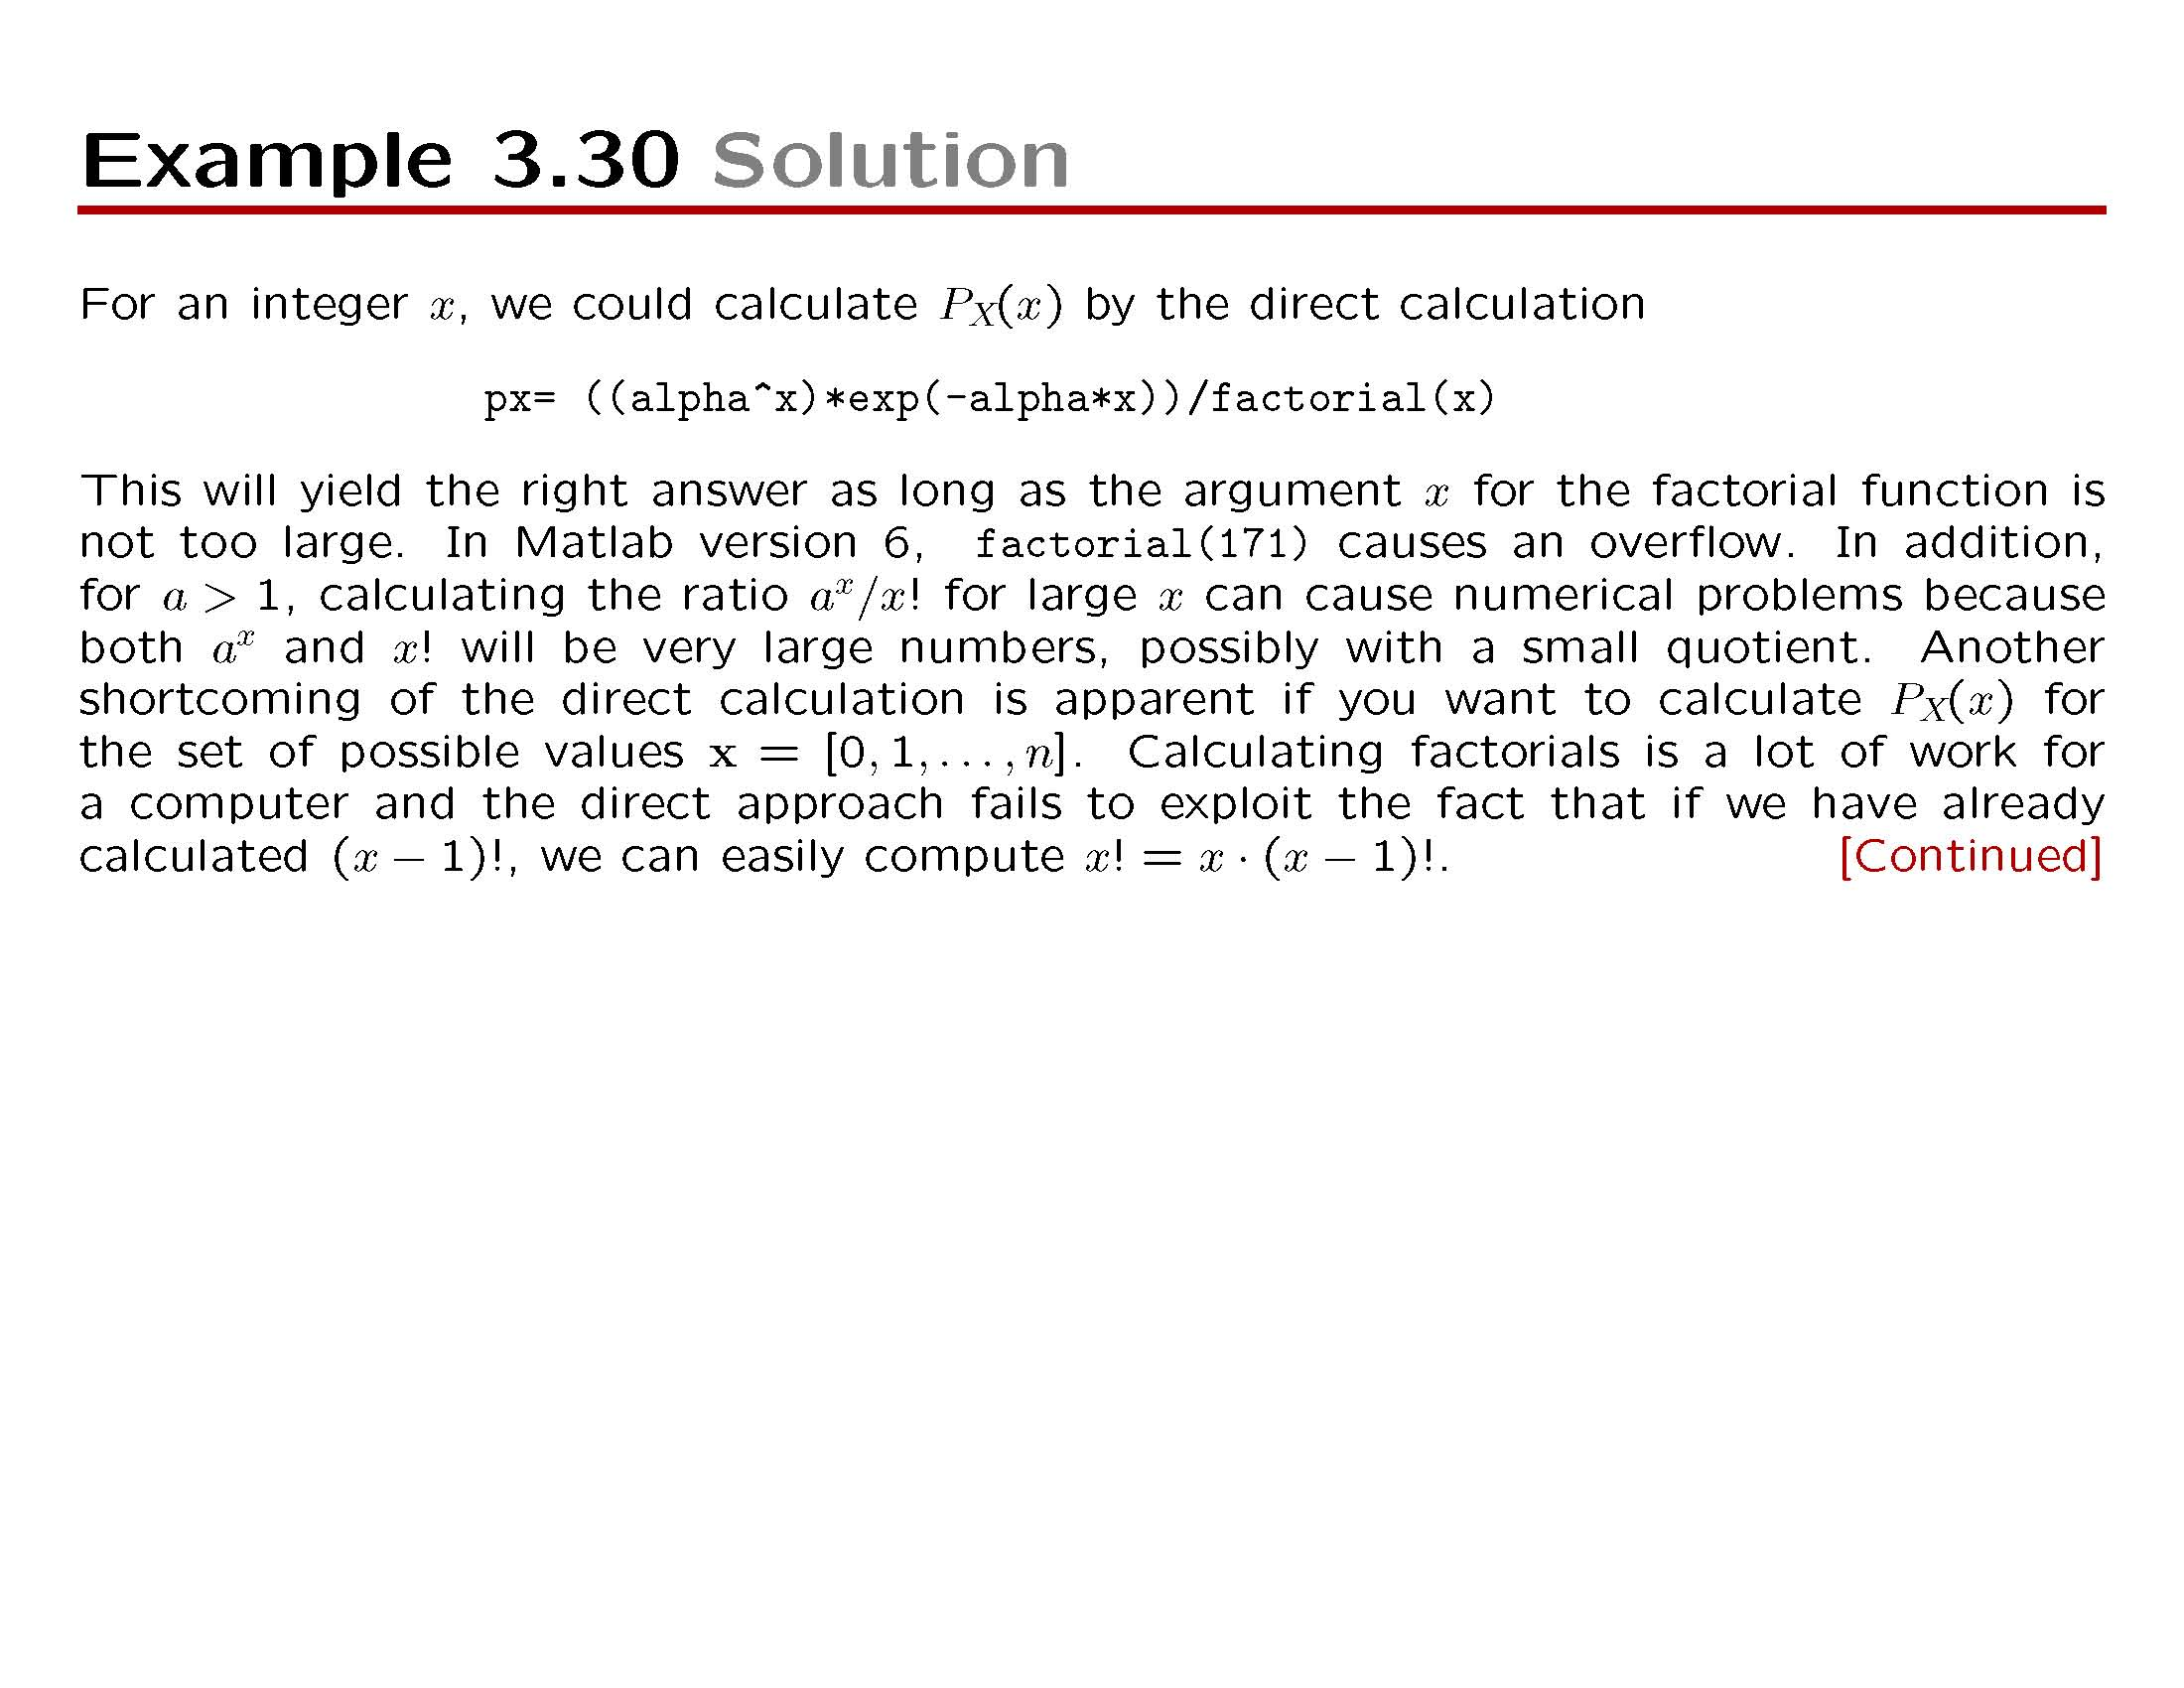 Example 3.30 Solution
For an integer x, we could calculate P_X(x) by the direct calculation
px= ((alpha^x)*exp(-alpha*x))/factorial(x)
This will yield the right answer as long as the argument x for the factorial function is
not too large. In Matlab version 6, factorial(171) causes an overflow. In addition,
for a > 1, calculating the ratio a^x/x! for large x can cause numerical problems because
both a^x and x! will be very large numbers, possibly with a small quotient. Another
shortcoming of the direct calculation is apparent if you want to calculate P_X(x) for
the set of possible values x = [0, 1, . . . , n]. Calculating factorials is a lot of work for
a computer and the direct approach fails to exploit the fact that if we have already
calculated (x − 1)!, we can easily compute x! = x · (x − 1)!. [Continued]